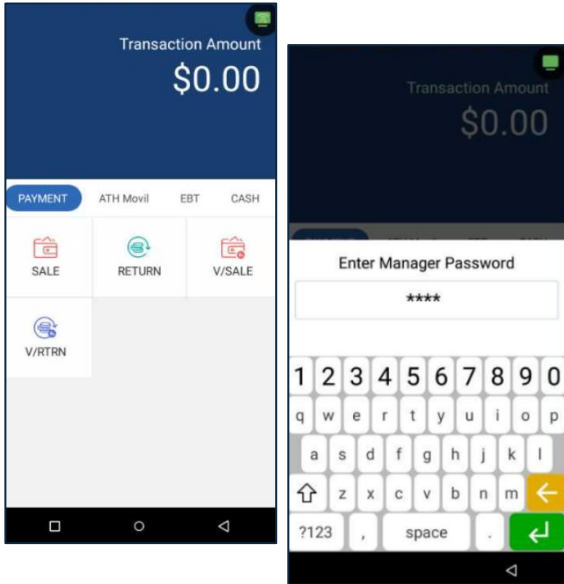 Transaction Amount
$0.00
PAYMENT ATH Movil EBT CASH
SALE RETURN V/SALE
V/RTRN
Transaction Amount
$0.00
Enter Manager Password
****
1 2 3 4 5 6 7 8 9 0
q w e r t y u i o p
a s d f g h j k l
z x c v b n m
?123 , space .